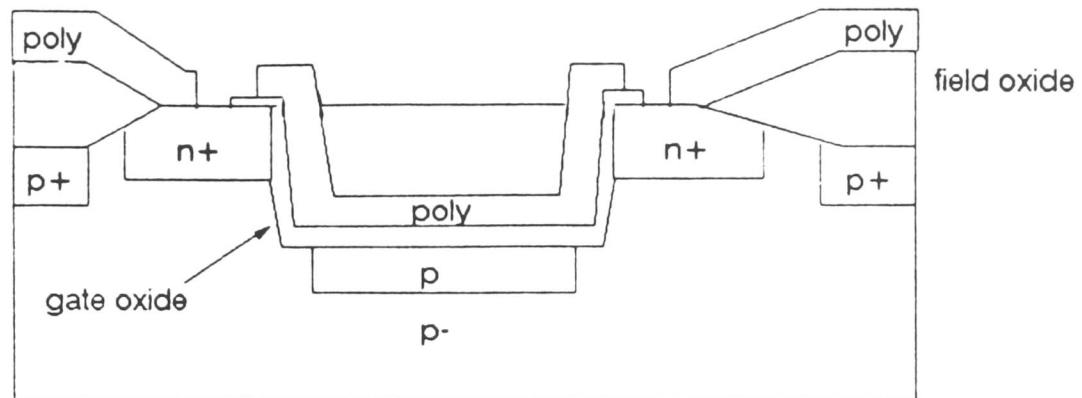 poly
poly
field oxide
n+
n+
p+
p+
poly
gate oxide
p
p-